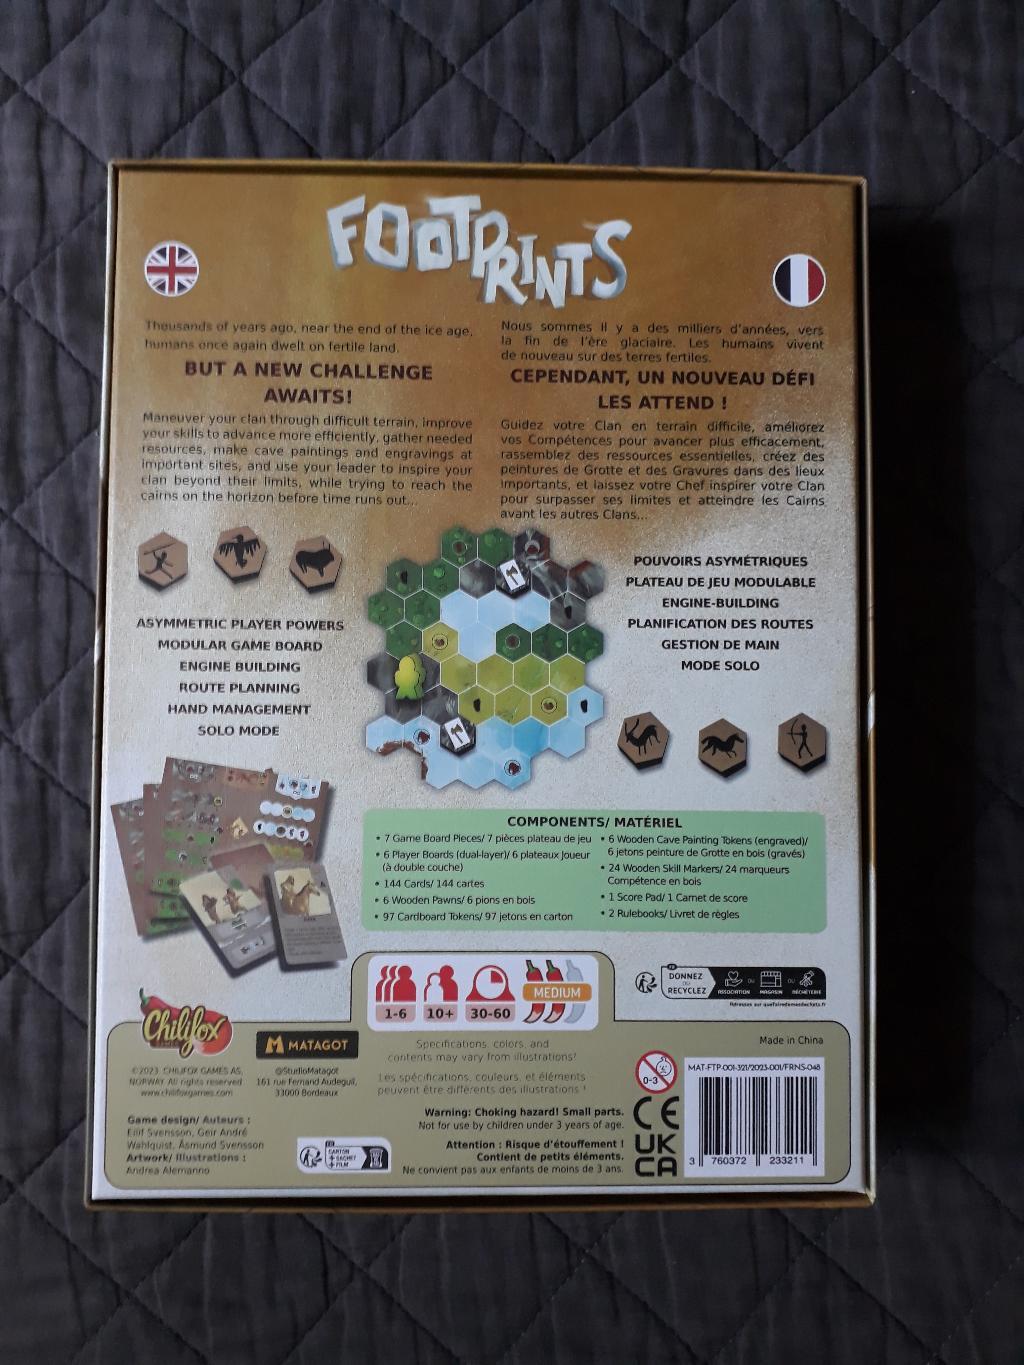 FOOTPRINTS
Thousands of years ago, near the end of the ice age,
humans once again dwelt on fertile land.
BUT A NEW CHALLENGE
AWAITS!
Maneuver your clan through difficult terrain, improve
your skills to advance more efficiently, gather needed
resources, make cave paintings and engravings at
important sites, and use your leader to inspire your
clan beyond their limits, while trying to reach the
cairns on the horizon before time runs out...
Nous sommes il y a des milliers d'années, vers
la fin de l'ère glaciaire. Les humains vivent
de nouveau sur des terres fertiles.
CEPENDANT, UN NOUVEAU DÉFI
LES ATTEND !
Guidez votre Clan en terrain difficile, améliorez
vos Compétences pour avancer plus efficacement,
rassemblez des ressources essentielles, créez des
peintures de Grotte et des Gravures dans des lieux
importants, et laissez votre Chef inspirer votre Clan
pour surpasser ses limites et atteindre les Cairns
avant les autres Clans...
ASYMMETRIC PLAYER POWERS
MODULAR GAME BOARD
ENGINE BUILDING
ROUTE PLANNING
HAND MANAGEMENT
SOLO MODE
POUVOIRS ASYMÉTRIQUES
PLATEAU DE JEU MODULABLE
ENGINE-BUILDING
PLANIFICATION DES ROUTES
GESTION DE MAIN
MODE SOLO
COMPONENTS/ MATÉRIEL
• 7 Game Board Pieces/ 7 pièces plateau de jeu
• 6 Player Boards (dual-layer)/ 6 plateaux Joueur
(à double couche)
• 144 Cards/ 144 cartes
• 6 Wooden Pawns/ 6 pions en bois
• 97 Cardboard Tokens/ 97 jetons en carton
• 6 Wooden Cave Painting Tokens (engraved)/
6 jetons peinture de Grotte en bois (gravés)
• 24 Wooden Skill Markers/ 24 marqueurs
Compétence en bois
• 1 Score Pad/ 1 Carnet de score
• 2 Rulebooks/ Livret de règles
1-6
10+
30-60
MEDIUM
FR
DONNEZ
OU
RECYCLEZ
ASSOCIATION
OU
MAGASIN
OU
DÉCHÈTERIE
Adresses sur quefairedemesdechets.fr
Chilifox
GAMES
MATAGOT
©2023 CHILIFOX GAMES AS,
NORWAY. All rights reserved
www.chilifoxgames.com
@StudioMatagot
161 rue Fernand Audeguil,
33000 Bordeaux
Specifications, colors, and
contents may vary from illustrations!
Les spécifications, couleurs, et éléments
peuvent être différents des illustrations !
Game design/ Auteurs :
Eilif Svensson, Geir André
Wahlquist, Åsmund Svensson
Artwork/ Illustrations :
Andrea Alemanno
FR
CARTON
+ SACHET
+ FILM
Warning: Choking hazard! Small parts.
Not for use by children under 3 years of age.
Attention : Risque d'étouffement !
Contient de petits éléments.
Ne convient pas aux enfants de moins de 3 ans.
0-3
CE
UK
CA
Made in China
MAT-FTP-001-321/2023-001/FRNS-048
3 760372 233211